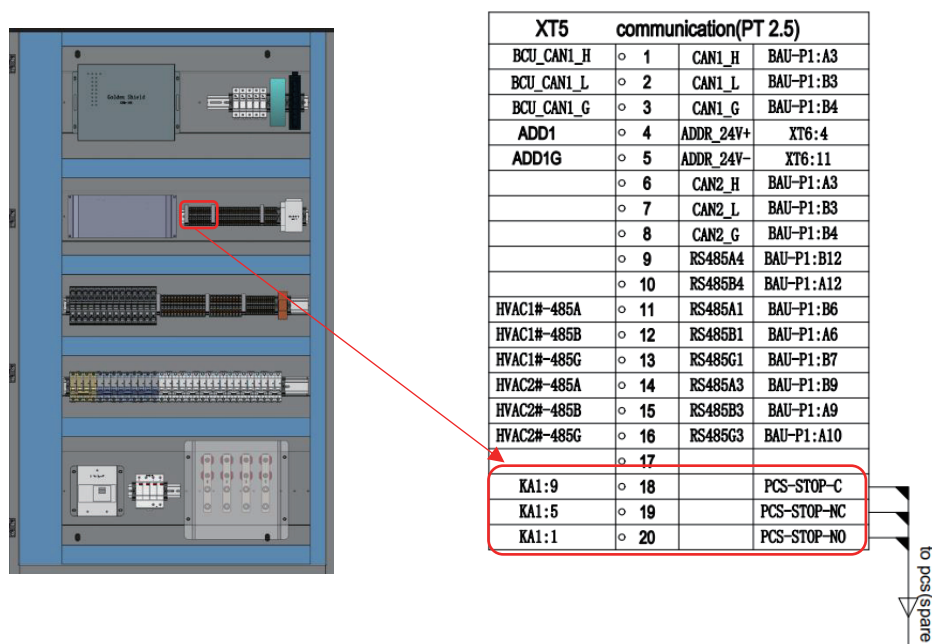 Golden Shield
XT5 communication(PT 2.5)
BCU_CAN1_H 1 CAN1_H BAU-P1:A3
BCU_CAN1_L 2 CAN1_L BAU-P1:B3
BCU_CAN1_G 3 CAN1_G BAU-P1:B4
ADD1 4 ADDR_24V+ XT6:4
ADD1G 5 ADDR_24V- XT6:11
6 CAN2_H BAU-P1:A3
7 CAN2_L BAU-P1:B3
8 CAN2_G BAU-P1:B4
9 RS485A4 BAU-P1:B12
10 RS485B4 BAU-P1:A12
HVAC1#-485A 11 RS485A1 BAU-P1:B6
HVAC1#-485B 12 RS485B1 BAU-P1:A6
HVAC1#-485G 13 RS485G1 BAU-P1:B7
HVAC2#-485A 14 RS485A3 BAU-P1:B9
HVAC2#-485B 15 RS485B3 BAU-P1:A9
HVAC2#-485G 16 RS485G3 BAU-P1:A10
17
KA1:9 18 PCS-STOP-C
KA1:5 19 PCS-STOP-NC
KA1:1 20 PCS-STOP-NO
to pcs(spare